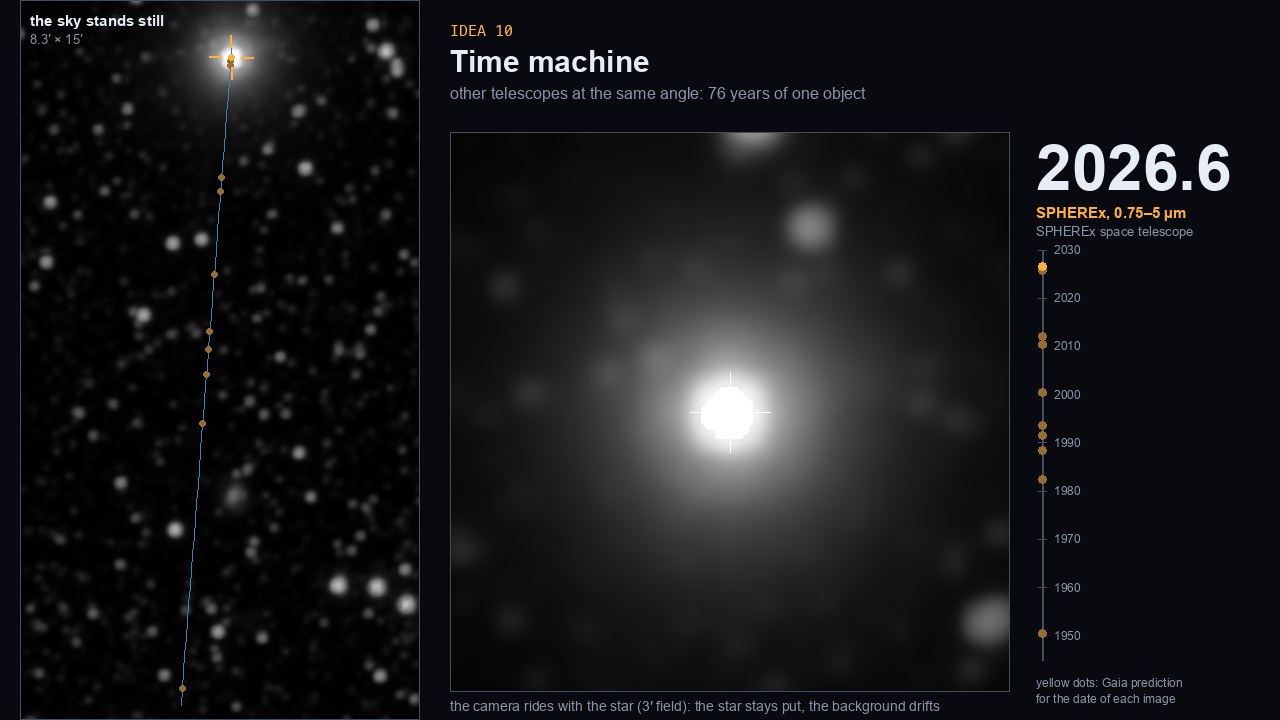 the sky stands still
8.3′ × 15′
IDEA 10
Time machine
other telescopes at the same angle: 76 years of one object
2026.6
SPHEREx, 0.75–5 µm
SPHEREx space telescope
2030
2020
2010
2000
1990
1980
1970
1960
1950
yellow dots: Gaia prediction
for the date of each image
the camera rides with the star (3′ field): the star stays put, the background drifts